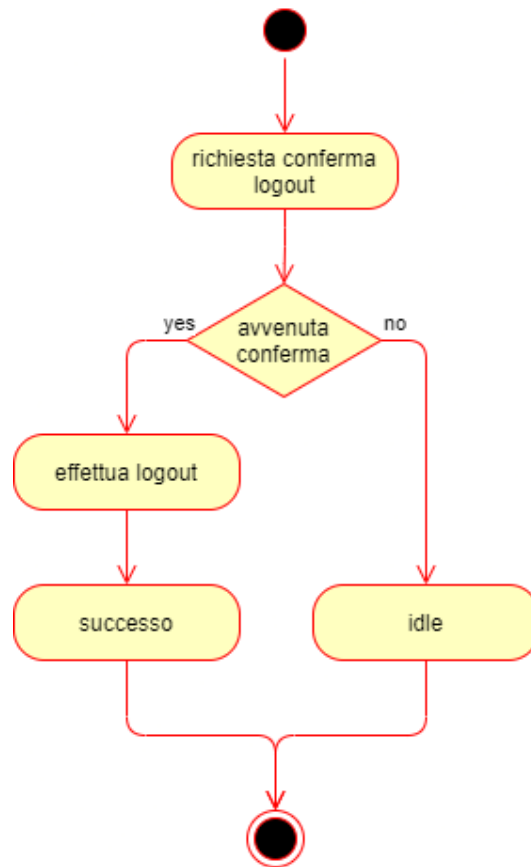 richiesta conferma
logout
yes
avvenuta
conferma
no
effettua logout
successo
idle